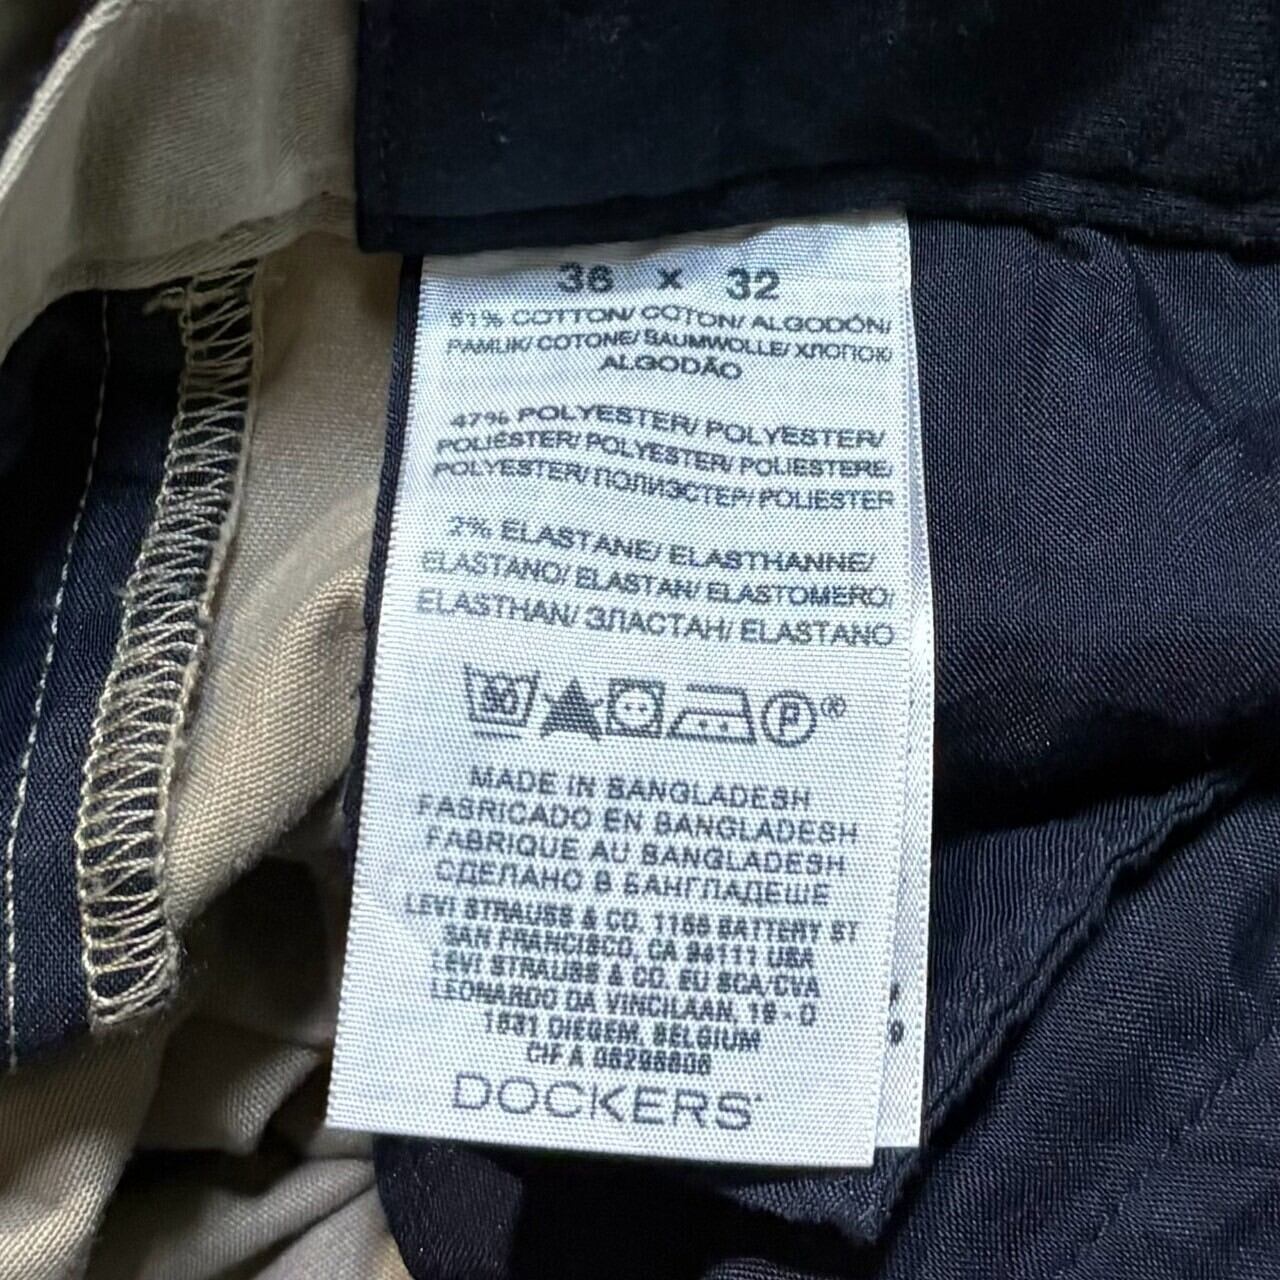 36 x 32
51% COTTON/ COTON/ ALGODÓN/
PAMUK/ COTONE/ BAUMWOLLE/ ХЛОПОК/
ALGODÃO
47% POLYESTER/ POLYESTER/
POLIÉSTER/ POLYESTER/ POLIESTERE/
POLYESTER/ ПОЛИЭСТЕР/ POLIESTER
2% ELASTANE/ ELASTHANNE/
ELASTANO/ ELASTAN/ ELASTOMERO/
ELASTHAN/ ЭЛАСТАН/ ELASTANO
P ®
MADE IN BANGLADESH
FABRICADO EN BANGLADESH
FABRIQUE AU BANGLADESH
СДЕЛАНО В БАНГЛАДЕШЕ
LEVI STRAUSS & CO. 1155 BATTERY ST
SAN FRANCISCO, CA 94111 USA
LEVI STRAUSS & CO. EU SCA/CVA
LEONARDO DA VINCILAAN, 19 - D
1831 DIEGEM, BELGIUM
CIF A
DOCKERS
9